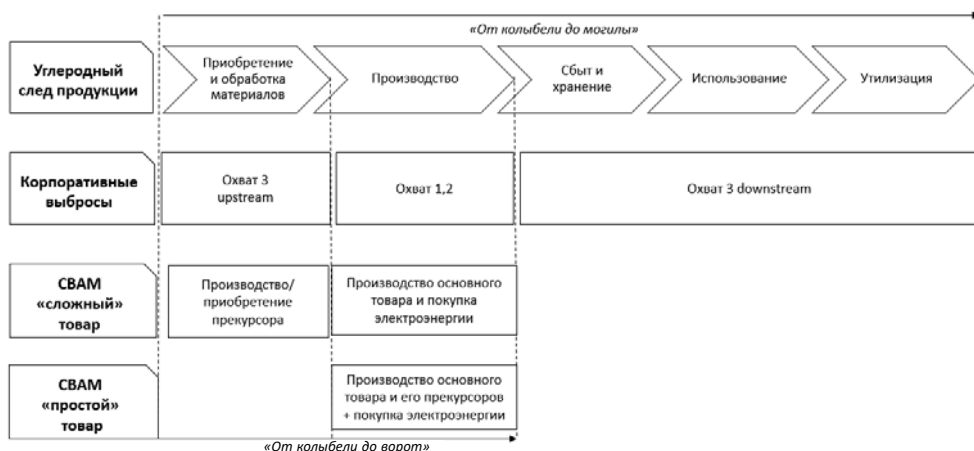 «От колыбели до могилы»
Углеродный
след продукции
Приобретение
и обработка
материалов
Производство
Сбыт и
хранение
Использование
Утилизация
Корпоративные
выбросы
Охват 3
upstream
Охват 1,2
Охват 3 downstream
CBAM
«сложный»
товар
Производство/
приобретение
прекурсора
Производство основного
товара и покупка
электроэнергии
CBAM
«простой»
товар
Производство основного
товара и его прекурсоров
+ покупка электроэнергии
«От колыбели до ворот»